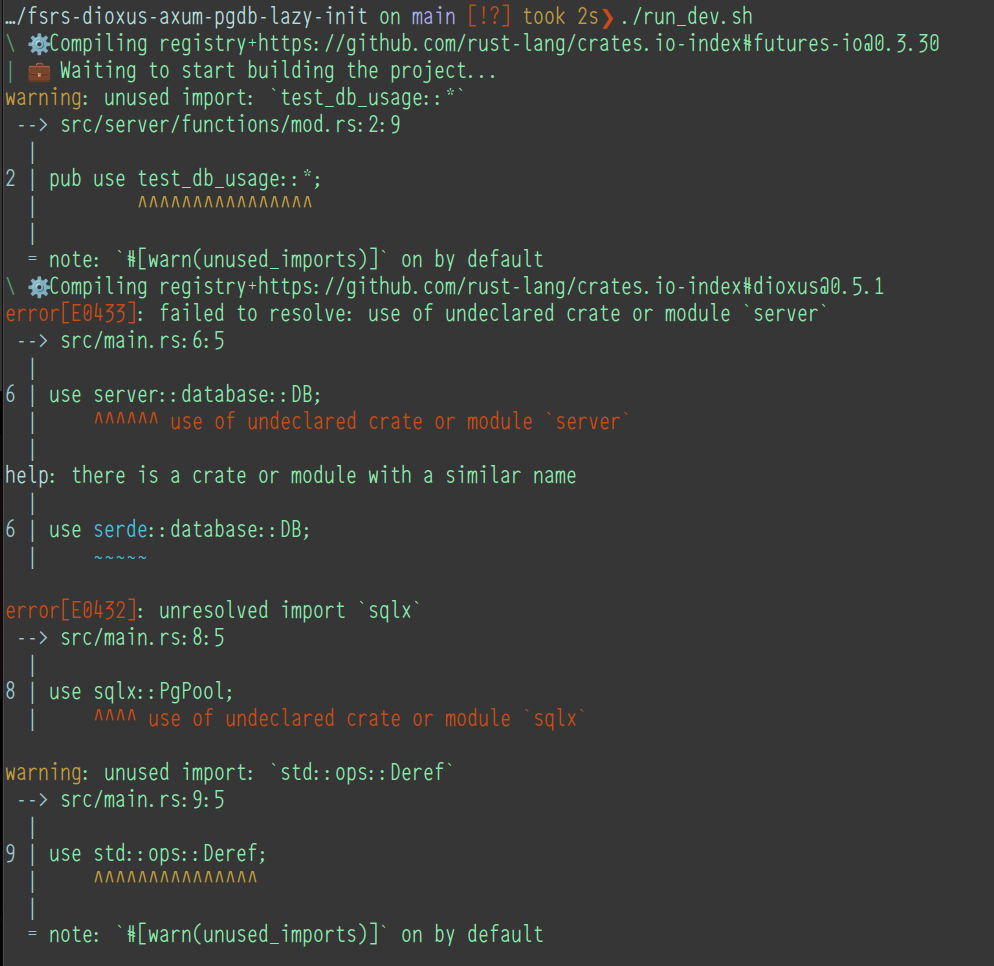 …/fsrs-dioxus-axum-pgdb-lazy-init on main [!?] took 2s❯./run_dev.sh
\ ⚙️Compiling registry+https://github.com/rust-lang/crates.io-index#futures-io@0.3.30
| 💼 Waiting to start building the project...
warning: unused import: `test_db_usage::*`
 --> src/server/functions/mod.rs:2:9
  |
2 | pub use test_db_usage::*;
  |         ^^^^^^^^^^^^^^^^
  |
  = note: `#[warn(unused_imports)]` on by default
\ ⚙️Compiling registry+https://github.com/rust-lang/crates.io-index#dioxus@0.5.1
error[E0433]: failed to resolve: use of undeclared crate or module `server`
 --> src/main.rs:6:5
  |
6 | use server::database::DB;
  |     ^^^^^^ use of undeclared crate or module `server`
  |
help: there is a crate or module with a similar name
  |
6 | use serde::database::DB;
  |     ~~~~~

error[E0432]: unresolved import `sqlx`
 --> src/main.rs:8:5
  |
8 | use sqlx::PgPool;
  |     ^^^^ use of undeclared crate or module `sqlx`

warning: unused import: `std::ops::Deref`
 --> src/main.rs:9:5
  |
9 | use std::ops::Deref;
  |     ^^^^^^^^^^^^^^^
  |
  = note: `#[warn(unused_imports)]` on by default